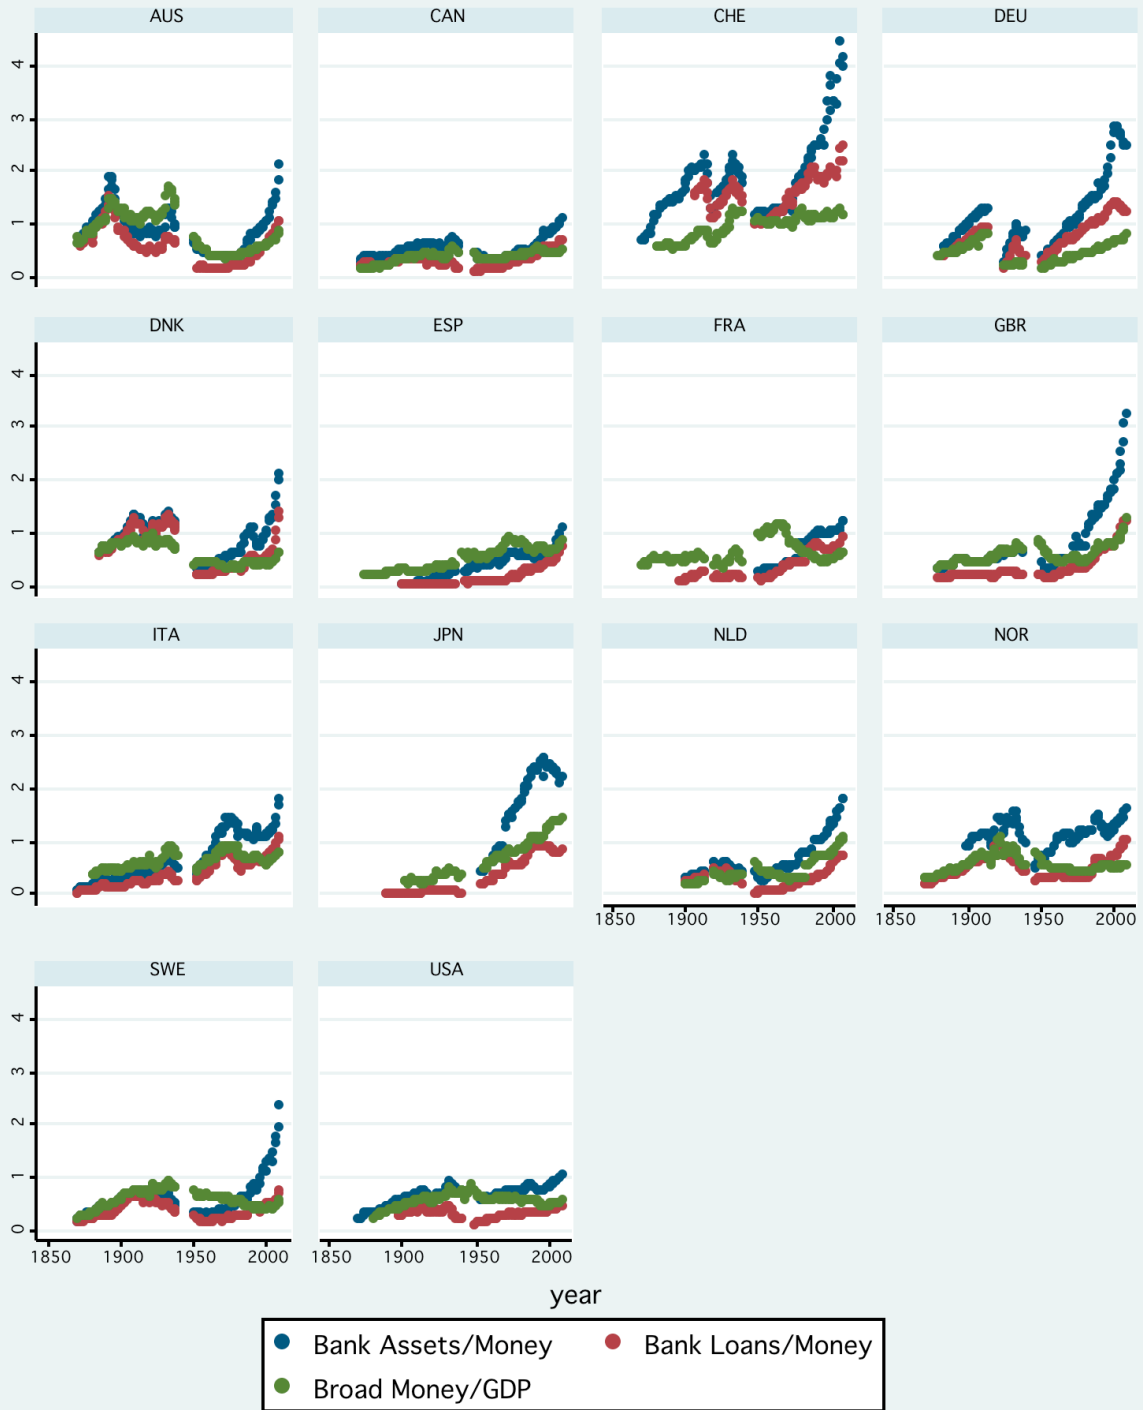 AUS CAN CHE DEU
4
3
2
1
0
DNK ESP FRA GBR
4
3
2
1
0
ITA JPN NLD NOR
4
3
2
1
0
1850 1900 1950 2000 1850 1900 1950 2000
SWE USA
4
3
2
1
0
1850 1900 1950 2000 1850 1900 1950 2000
year
Bank Assets/Money Bank Loans/Money
Broad Money/GDP